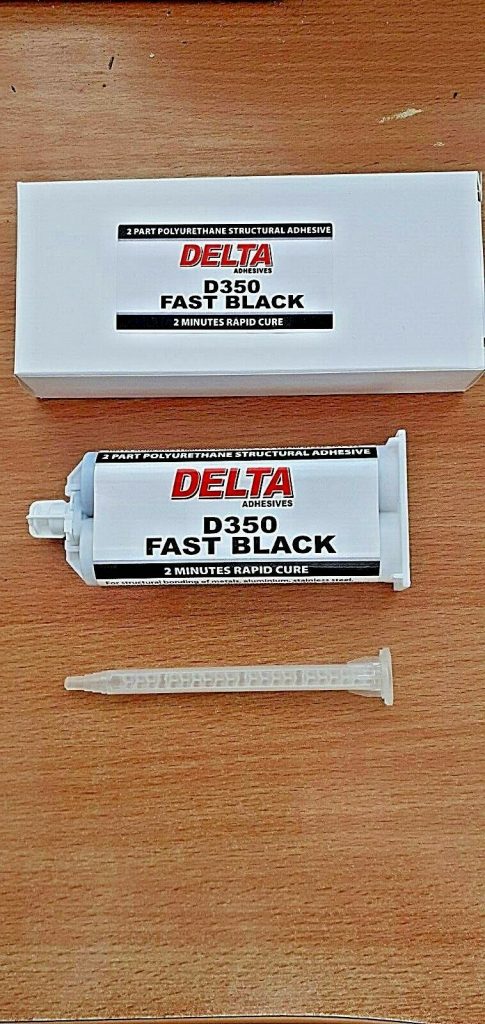 2 PART POLYURETHANE STRUCTURAL ADHESIVE
DELTA
ADHESIVES
D350
FAST BLACK
2 MINUTES RAPID CURE
2 PART POLYURETHANE STRUCTURAL ADHESIVE
DELTA
ADHESIVES
D350
FAST BLACK
2 MINUTES RAPID CURE
For structural bonding of metals, aluminium, stainless steel,